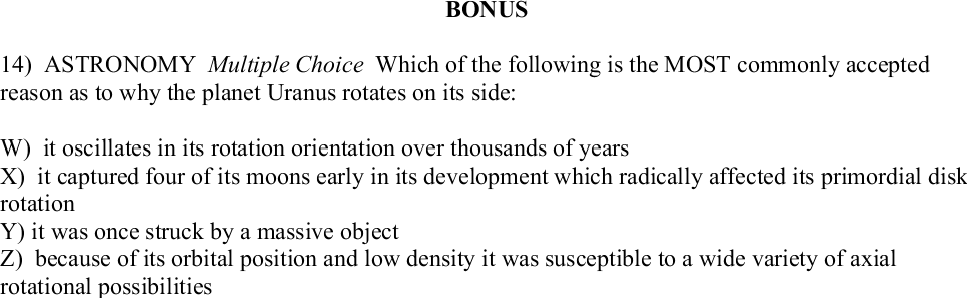 BONUS
14)  ASTRONOMY  Multiple Choice  Which of the following is the MOST commonly accepted
reason as to why the planet Uranus rotates on its side:
W)  it oscillates in its rotation orientation over thousands of years
X)  it captured four of its moons early in its development which radically affected its primordial disk
rotation
Y) it was once struck by a massive object
Z)  because of its orbital position and low density it was susceptible to a wide variety of axial
rotational possibilities